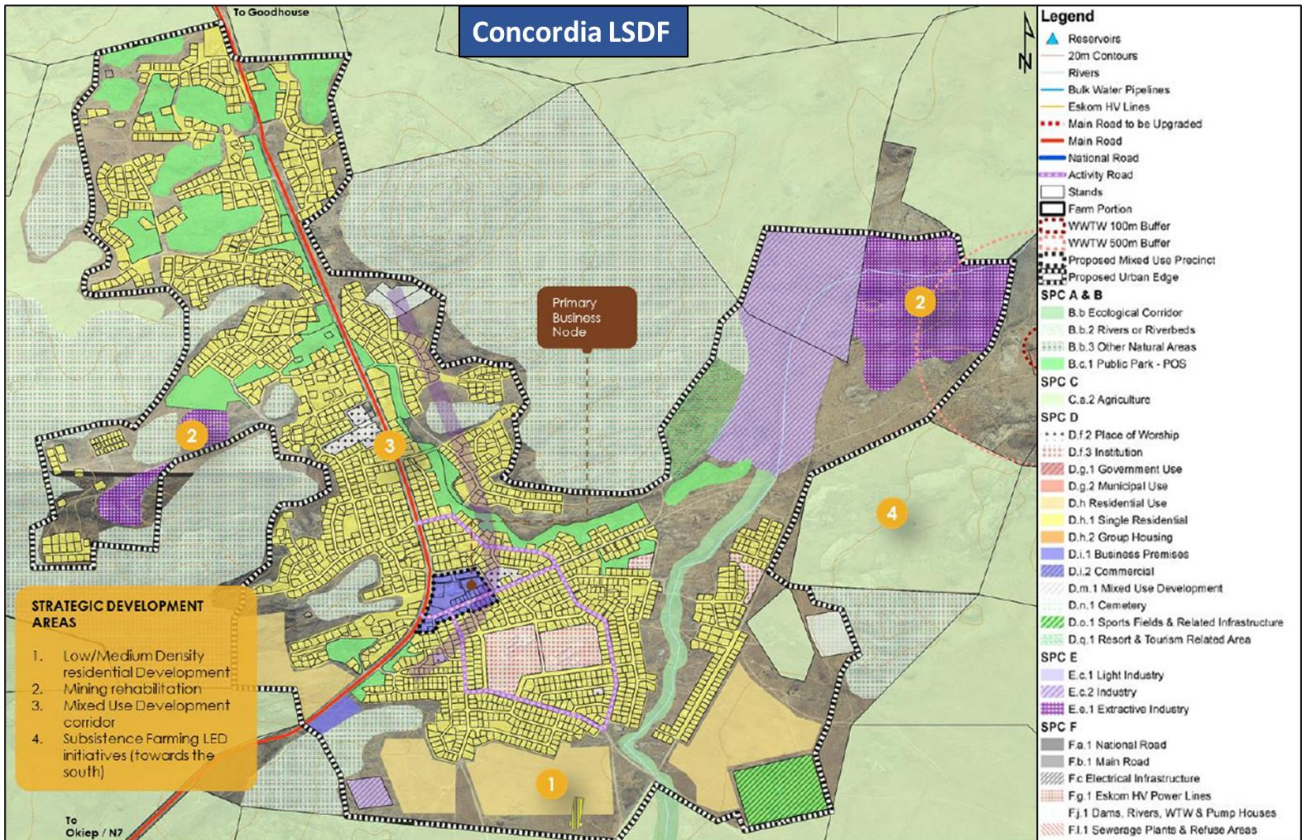 To Goodhouse
Concordia LSDF
N
Primary
Business
Node
2
2
3
4
1
STRATEGIC DEVELOPMENT
AREAS
1. Low/Medium Density
residential Development
2. Mining rehabilitation
3. Mixed Use Development
corridor
4. Subsistence Farming LED
initiatives (towards the
south)
To
Okiep / N7
Legend
Reservoirs
20m Contours
Rivers
Bulk Water Pipelines
Eskom HV Lines
Main Road to be Upgraded
Main Road
National Road
Activity Road
Stands
Farm Portion
WWTW 100m Buffer
WWTW 500m Buffer
Proposed Mixed Use Precinct
Proposed Urban Edge
SPC A & B
B.b Ecological Corridor
B.b.2 Rivers or Riverbeds
B.b.3 Other Natural Areas
B.c.1 Public Park - POS
SPC C
C.a.2 Agriculture
SPC D
D.f.2 Place of Worship
D.f.3 Institution
D.g.1 Government Use
D.g.2 Municipal Use
D.h Residential Use
D.h.1 Single Residential
D.h.2 Group Housing
D.i.1 Business Premises
D.i.2 Commercial
D.m.1 Mixed Use Development
D.n.1 Cemetery
D.o.1 Sports Fields & Related Infrastructure
D.q.1 Resort & Tourism Related Area
SPC E
E.c.1 Light Industry
E.c.2 Industry
E.e.1 Extractive Industry
SPC F
F.a.1 National Road
F.b.1 Main Road
F.c Electrical Infrastructure
F.g.1 Eskom HV Power Lines
F.j.1 Dams, Rivers, WTW & Pump Houses
F.l.1 Sewerage Plants & Refuse Areas